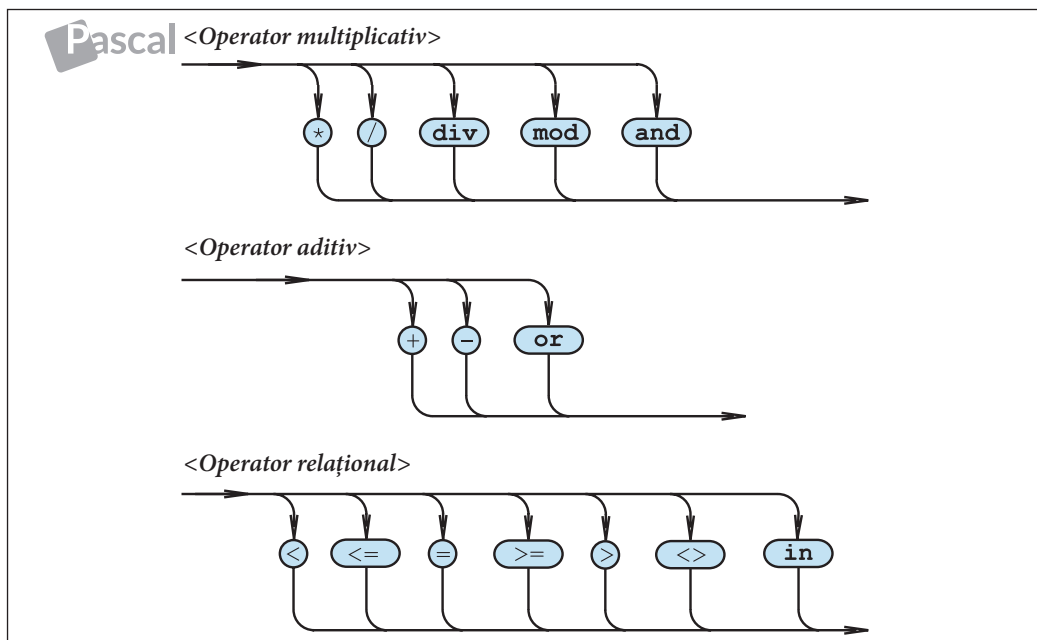 Pascal
<Operator multiplicativ>
* / div mod and
<Operator aditiv>
+ - or
<Operator relațional>
< <= = >= > <> in